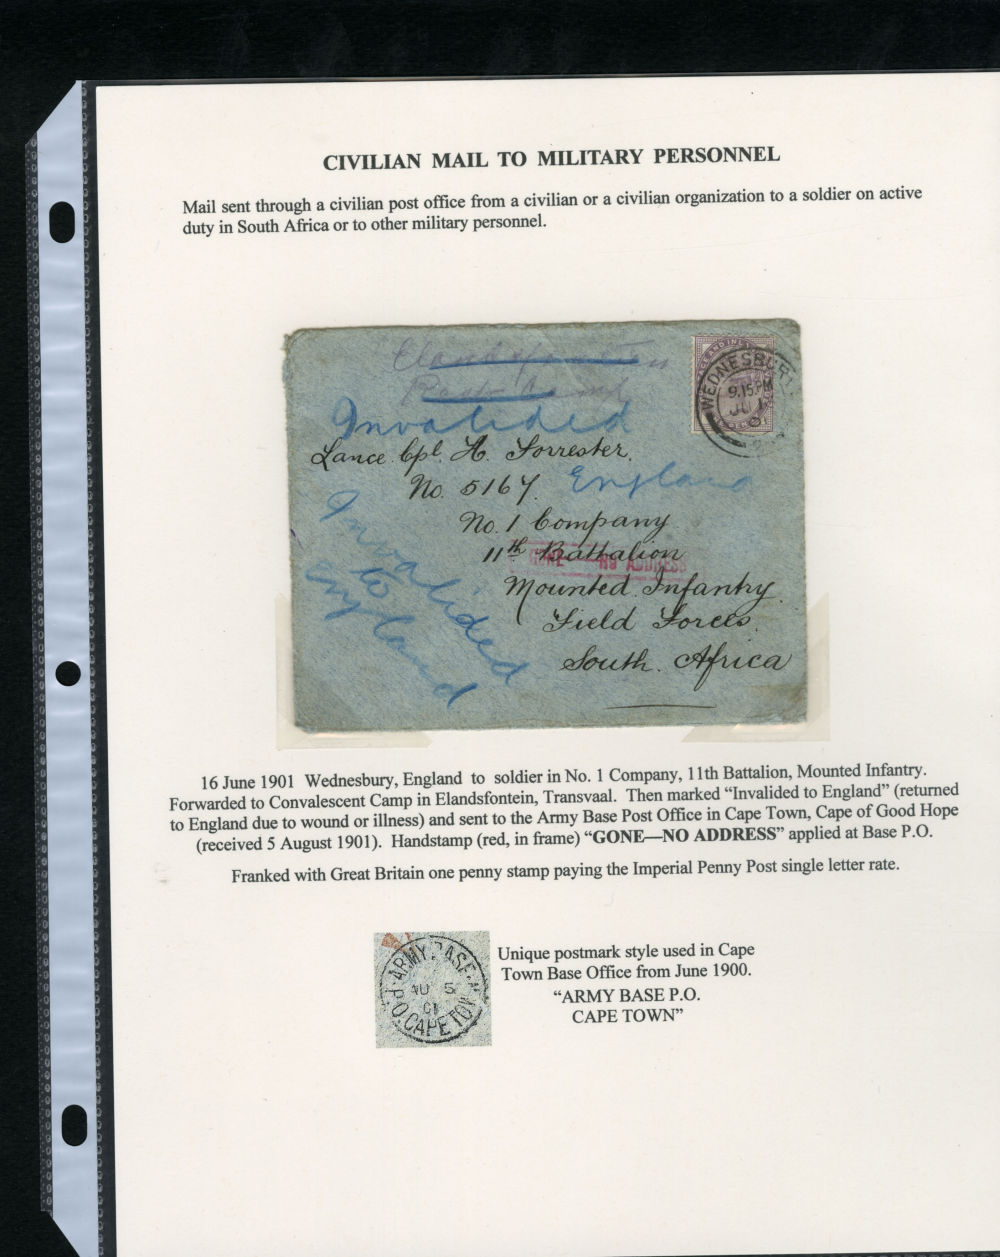 CIVILIAN MAIL TO MILITARY PERSONNEL
Mail sent through a civilian post office from a civilian or a civilian organization to a soldier on active
duty in South Africa or to other military personnel.
WEDNESBURY
9.15 PM
Invalided
Lance Cpl. H. Forrester.
No. 5167. England
No. 1 Company
11th Battalion
GONE NO ADDRESS
Mounted Infantry
Field Forces.
South. Africa
Invalided
to
England
16 June 1901 Wednesbury, England to soldier in No. 1 Company, 11th Battalion, Mounted Infantry.
Forwarded to Convalescent Camp in Elandsfontein, Transvaal. Then marked “Invalided to England” (returned
to England due to wound or illness) and sent to the Army Base Post Office in Cape Town, Cape of Good Hope
(received 5 August 1901). Handstamp (red, in frame) “GONE—NO ADDRESS” applied at Base P.O.
Franked with Great Britain one penny stamp paying the Imperial Penny Post single letter rate.
ARMY BASE
AU 5
01
P.O. CAPE TOW
Unique postmark style used in Cape
Town Base Office from June 1900.
“ARMY BASE P.O.
CAPE TOWN”